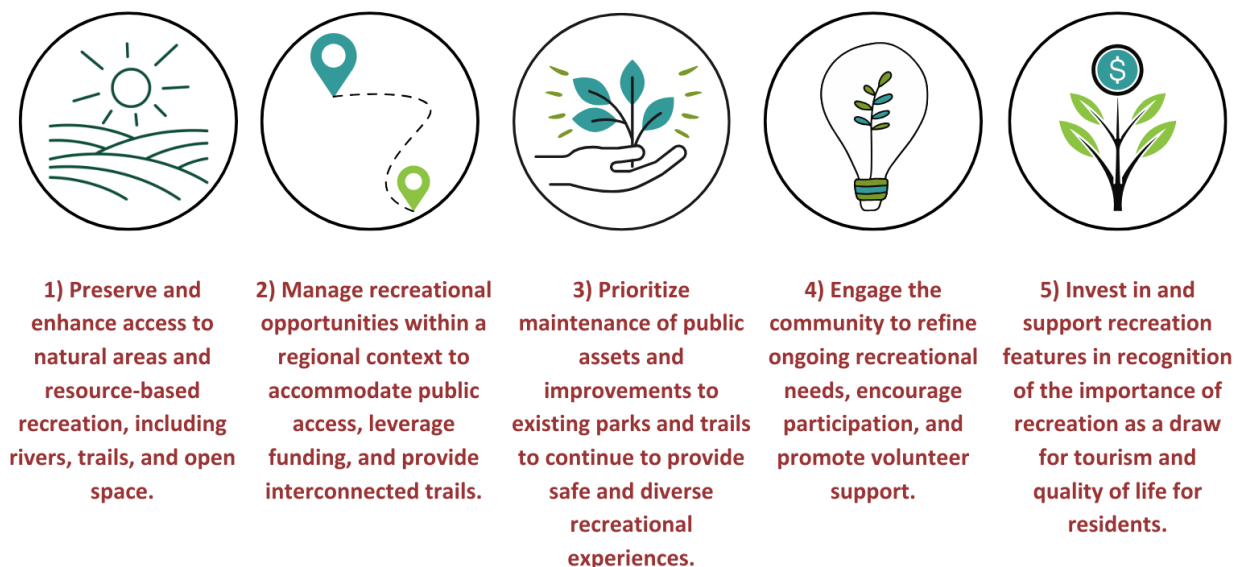 $
1) Preserve and
enhance access to
natural areas and
resource-based
recreation, including
rivers, trails, and open
space.
2) Manage recreational
opportunities within a
regional context to
accommodate public
access, leverage
funding, and provide
interconnected trails.
3) Prioritize
maintenance of public
assets and
improvements to
existing parks and trails
to continue to provide
safe and diverse
recreational
experiences.
4) Engage the
community to refine
ongoing recreational
needs, encourage
participation, and
promote volunteer
support.
5) Invest in and
support recreation
features in recognition
of the importance of
recreation as a draw
for tourism and
quality of life for
residents.